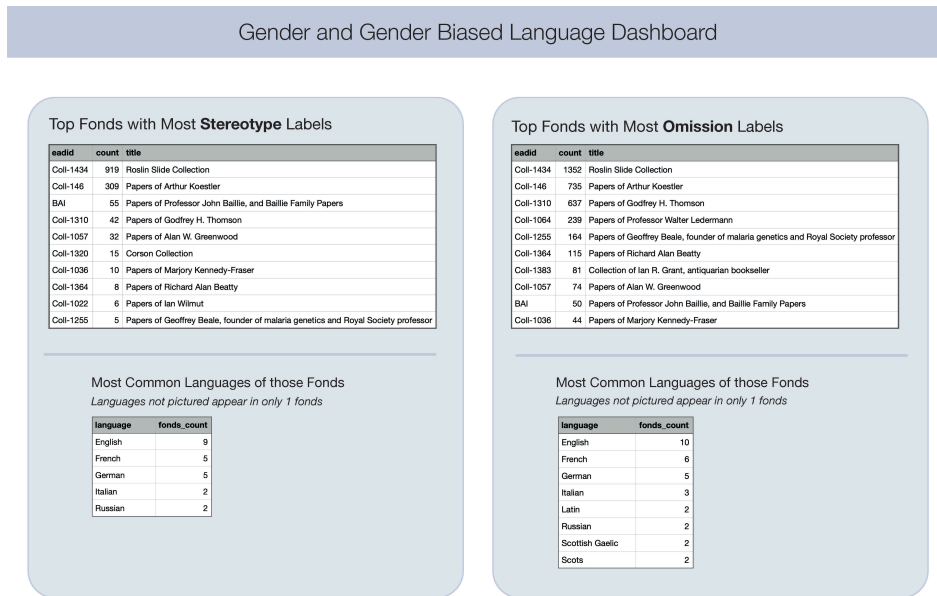 Gender and Gender Biased Language Dashboard
Top Fonds with Most Stereotype Labels
eadid count title
Coll-1434 919 Roslin Slide Collection
Coll-146 309 Papers of Arthur Koestler
BAI 55 Papers of Professor John Baillie, and Baillie Family Papers
Coll-1310 42 Papers of Godfrey H. Thomson
Coll-1057 32 Papers of Alan W. Greenwood
Coll-1320 15 Corson Collection
Coll-1036 10 Papers of Marjory Kennedy-Fraser
Coll-1364 8 Papers of Richard Alan Beatty
Coll-1022 6 Papers of Ian Wilmut
Coll-1255 5 Papers of Geoffrey Beale, founder of malaria genetics and Royal Society professor
Most Common Languages of those Fonds
Languages not pictured appear in only 1 fonds
language fonds_count
English 9
French 5
German 5
Italian 2
Russian 2
Top Fonds with Most Omission Labels
eadid count title
Coll-1434 1352 Roslin Slide Collection
Coll-146 735 Papers of Arthur Koestler
Coll-1310 637 Papers of Godfrey H. Thomson
Coll-1064 239 Papers of Professor Walter Ledermann
Coll-1255 164 Papers of Geoffrey Beale, founder of malaria genetics and Royal Society professor
Coll-1364 115 Papers of Richard Alan Beatty
Coll-1383 81 Collection of Ian R. Grant, antiquarian bookseller
Coll-1057 74 Papers of Alan W. Greenwood
BAI 50 Papers of Professor John Baillie, and Baillie Family Papers
Coll-1036 44 Papers of Marjory Kennedy-Fraser
Most Common Languages of those Fonds
Languages not pictured appear in only 1 fonds
language fonds_count
English 10
French 6
German 5
Italian 3
Latin 2
Russian 2
Scottish Gaelic 2
Scots 2